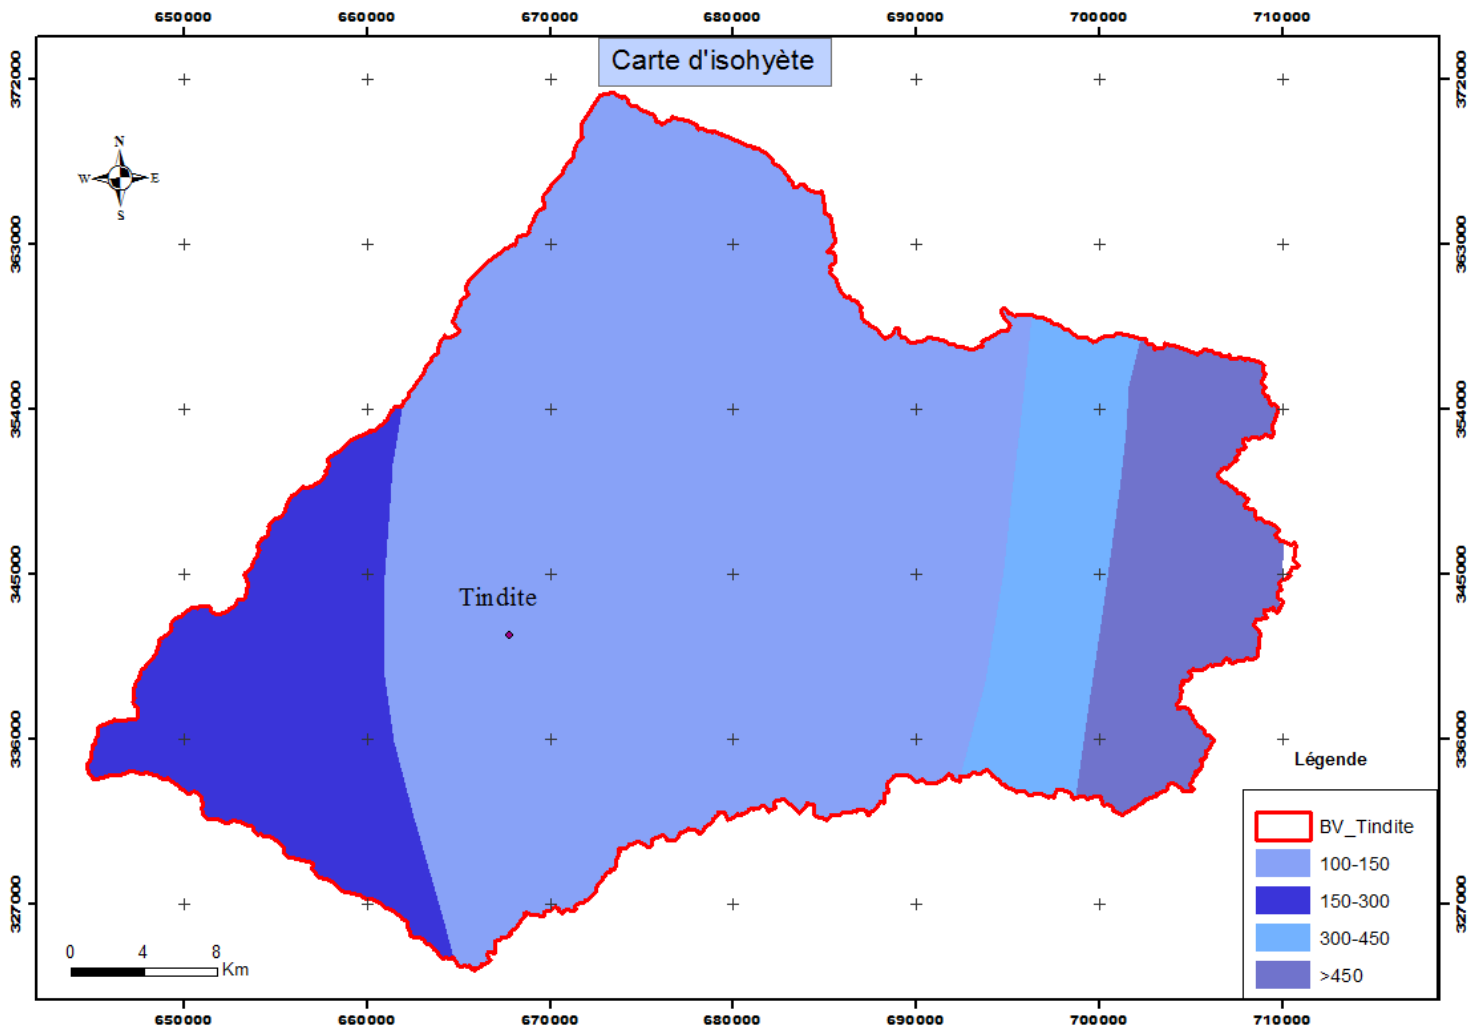 650000 660000 670000 680000 690000 700000 710000
Carte d'isohyète
372000 372000
N
W E
S
363000 363000
354000 354000
345000 345000
Tindite
336000 336000
Légende
BV_Tindite
100-150
150-300
300-450
>450
327000 327000
0 4 8
Km
650000 660000 670000 680000 690000 700000 710000